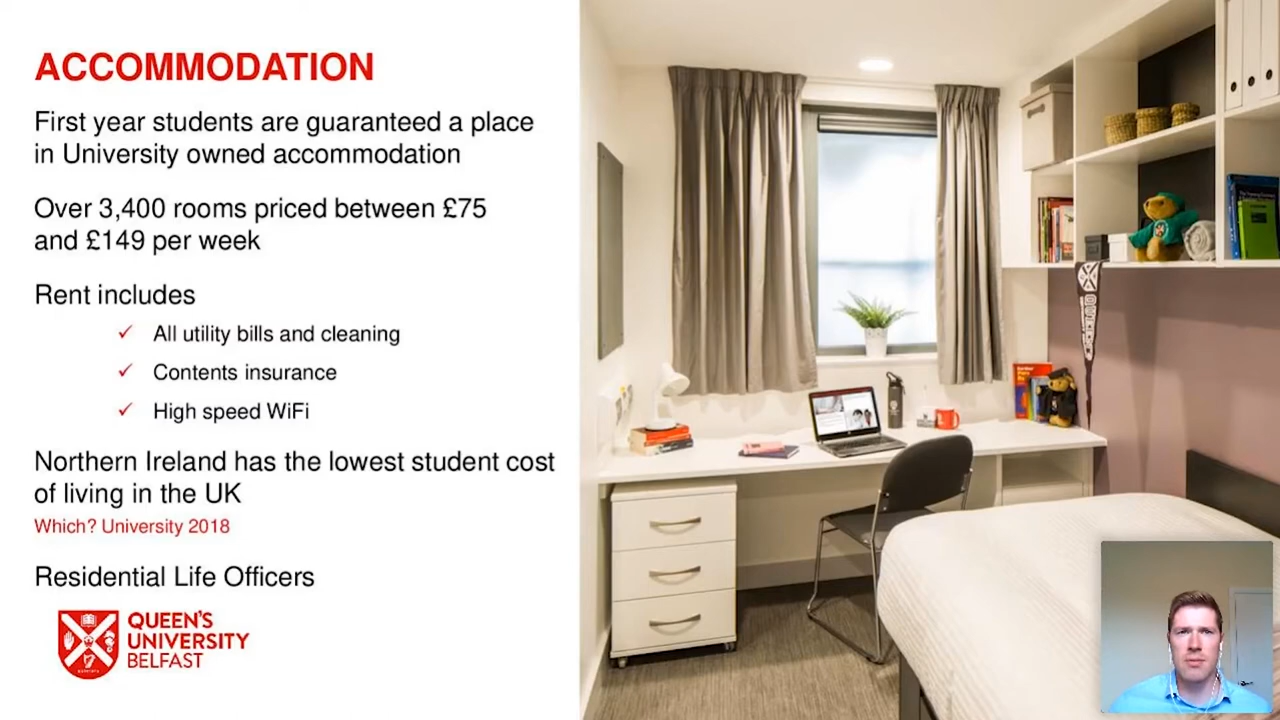 ACCOMMODATION
First year students are guaranteed a place
in University owned accommodation
Over 3,400 rooms priced between £75
and £149 per week
Rent includes
✓ All utility bills and cleaning
✓ Contents insurance
✓ High speed WiFi
Northern Ireland has the lowest student cost
of living in the UK
Which? University 2018
Residential Life Officers
QUEEN'S
UNIVERSITY
BELFAST